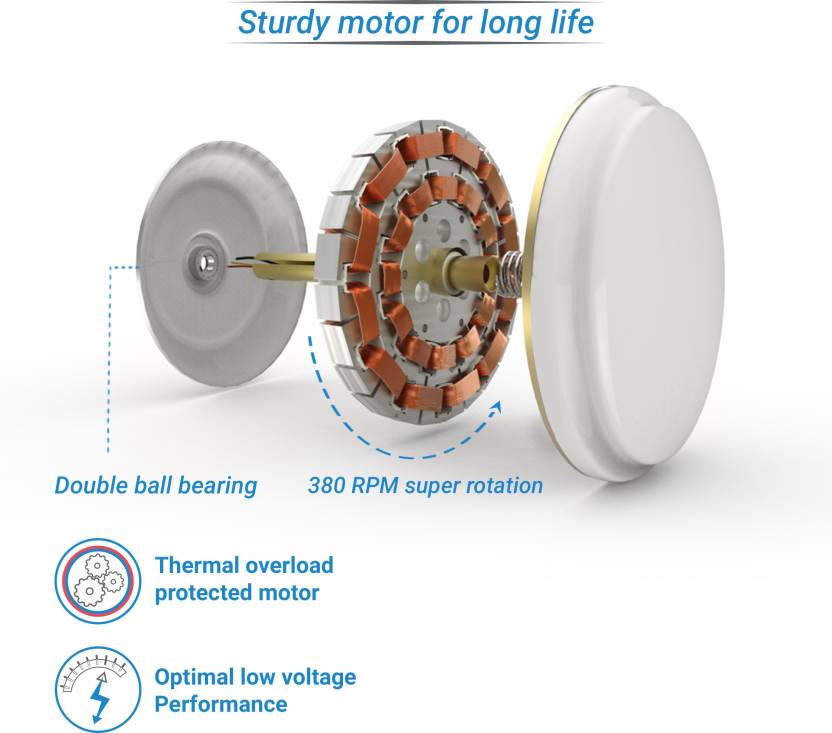 Sturdy motor for long life
Double ball bearing
380 RPM super rotation
Thermal overload
protected motor
Optimal low voltage
Performance